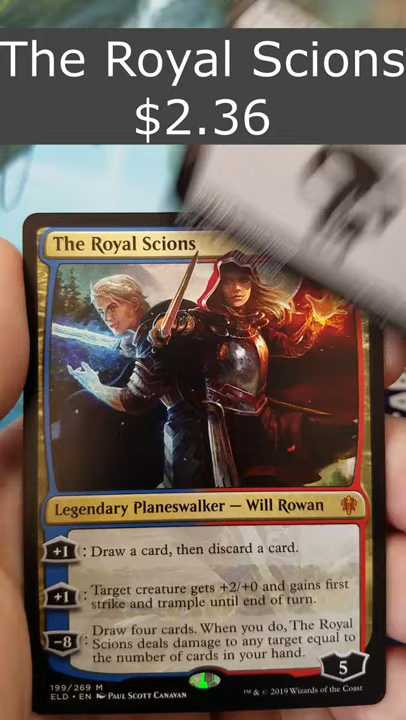 The Royal Scions
$2.36
The Royal Scions
Legendary Planeswalker — Will Rowan
+1 : Draw a card, then discard a card.
+1 : Target creature gets +2/+0 and gains first
strike and trample until end of turn.
Draw four cards. When you do, The Royal
-8 : Scions deals damage to any target equal to
the number of cards in your hand.
5
199/269 M
ELD • EN Paul Scott Canavan
™ & © 2019 Wizards of the Coast